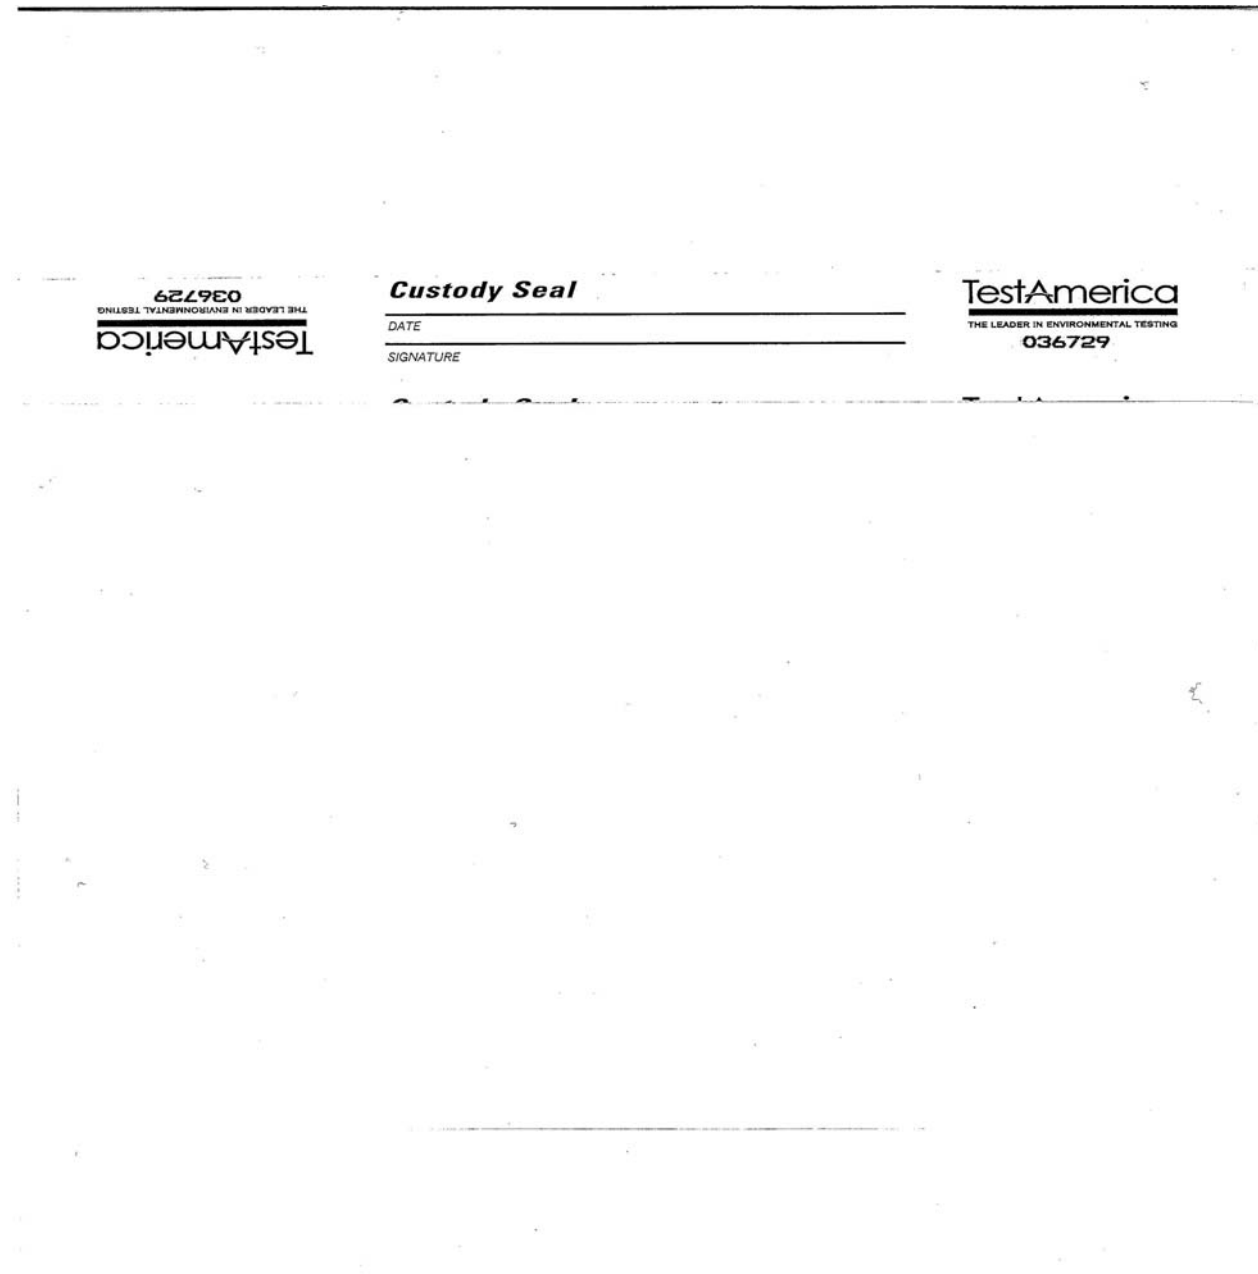 036729
THE LEADER IN ENVIRONMENTAL TESTING
TestAmerica
Custody Seal
DATE
SIGNATURE
TestAmerica
THE LEADER IN ENVIRONMENTAL TESTING
036729